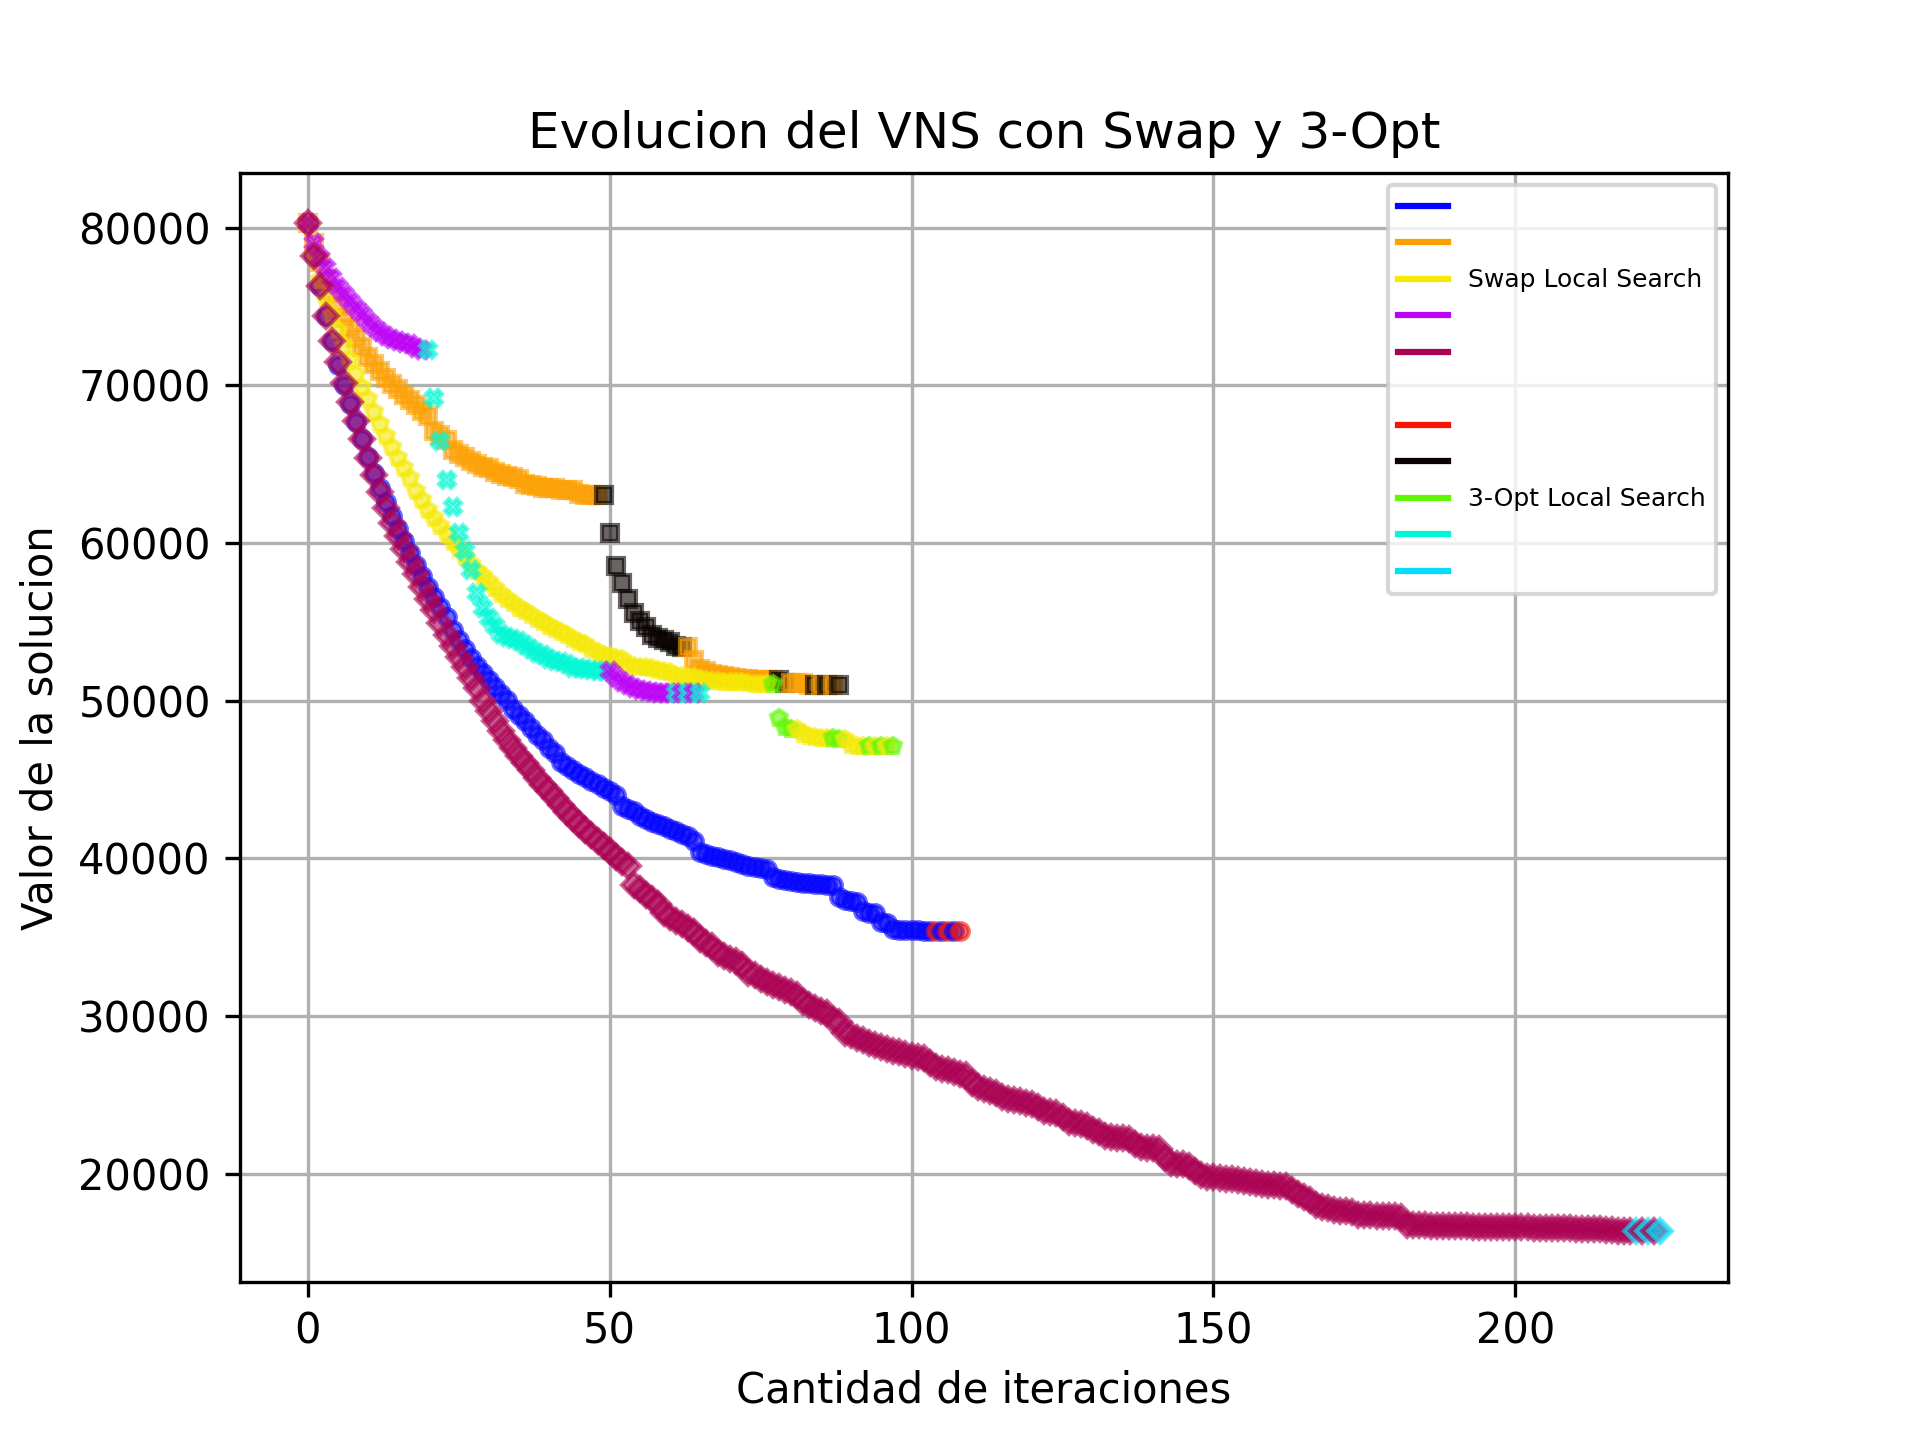 Evolucion del VNS con Swap y 3-Opt
80000
70000
60000
50000
40000
30000
20000
Valor de la solucion
Swap Local Search
3-Opt Local Search
0 50 100 150 200
Cantidad de iteraciones